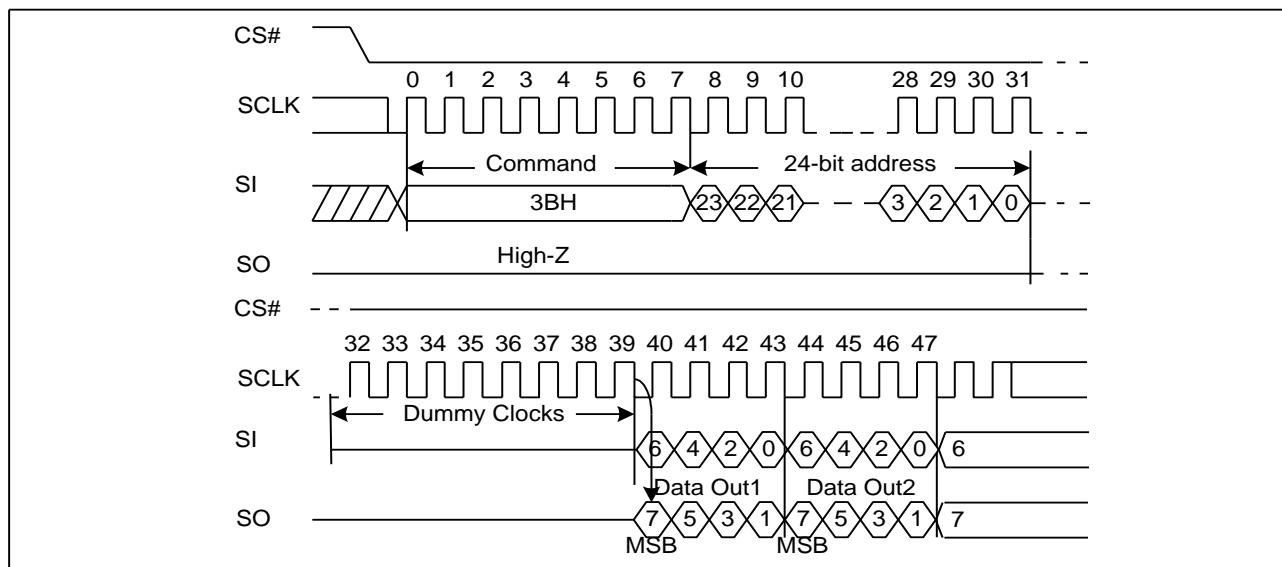 CS#
0 1 2 3 4 5 6 7 8 9 10 28 29 30 31
SCLK
Command 24-bit address
SI
3BH 23 22 21 3 2 1 0
High-Z
SO
CS#
32 33 34 35 36 37 38 39 40 41 42 43 44 45 46 47
SCLK
Dummy Clocks
SI
6 4 2 0 6 4 2 0 6
Data Out1 Data Out2
SO
7 5 3 1 7 5 3 1 7
MSB MSB